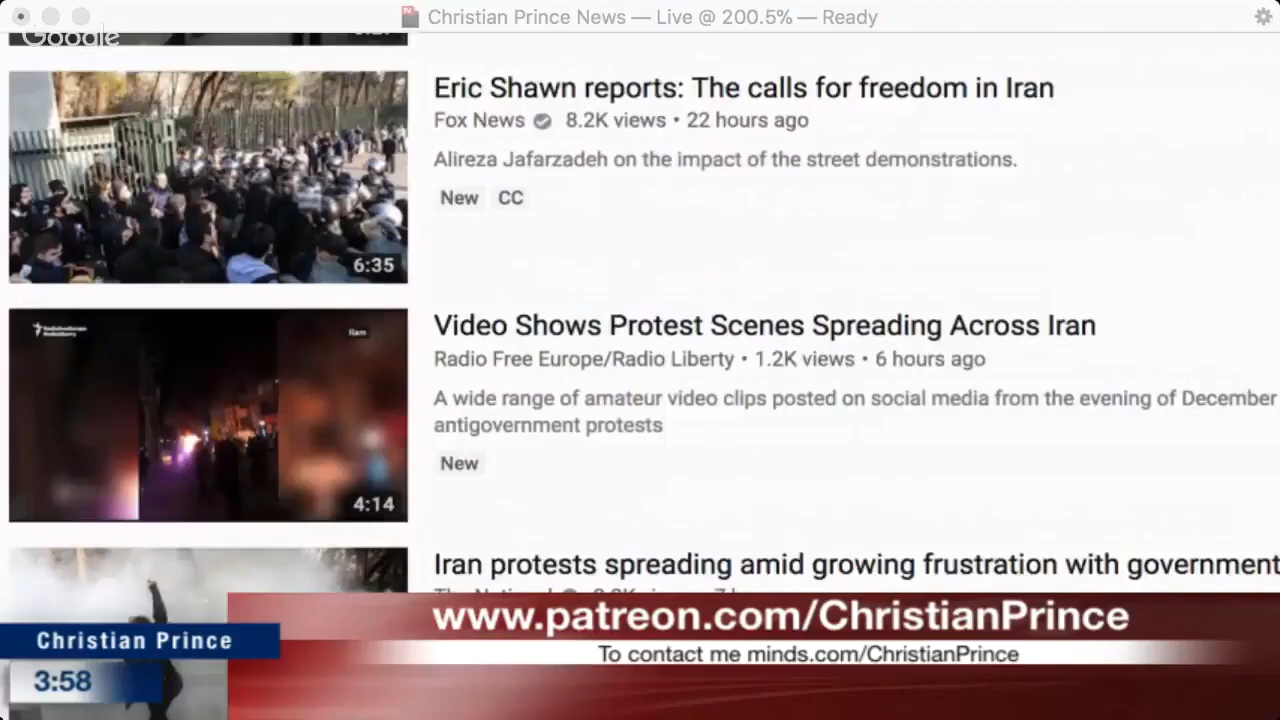 Christian Prince News — Live @ 200.5% — Ready
Google
Eric Shawn reports: The calls for freedom in Iran
Fox News 8.2K views • 22 hours ago
Alireza Jafarzadeh on the impact of the street demonstrations.
New CC
6:35
Video Shows Protest Scenes Spreading Across Iran
Radio Free Europe/Radio Liberty • 1.2K views • 6 hours ago
A wide range of amateur video clips posted on social media from the evening of December
antigovernment protests
New
Ilam
4:14
Iran protests spreading amid growing frustration with government
www.patreon.com/ChristianPrince
Christian Prince
To contact me minds.com/ChristianPrince
3:58